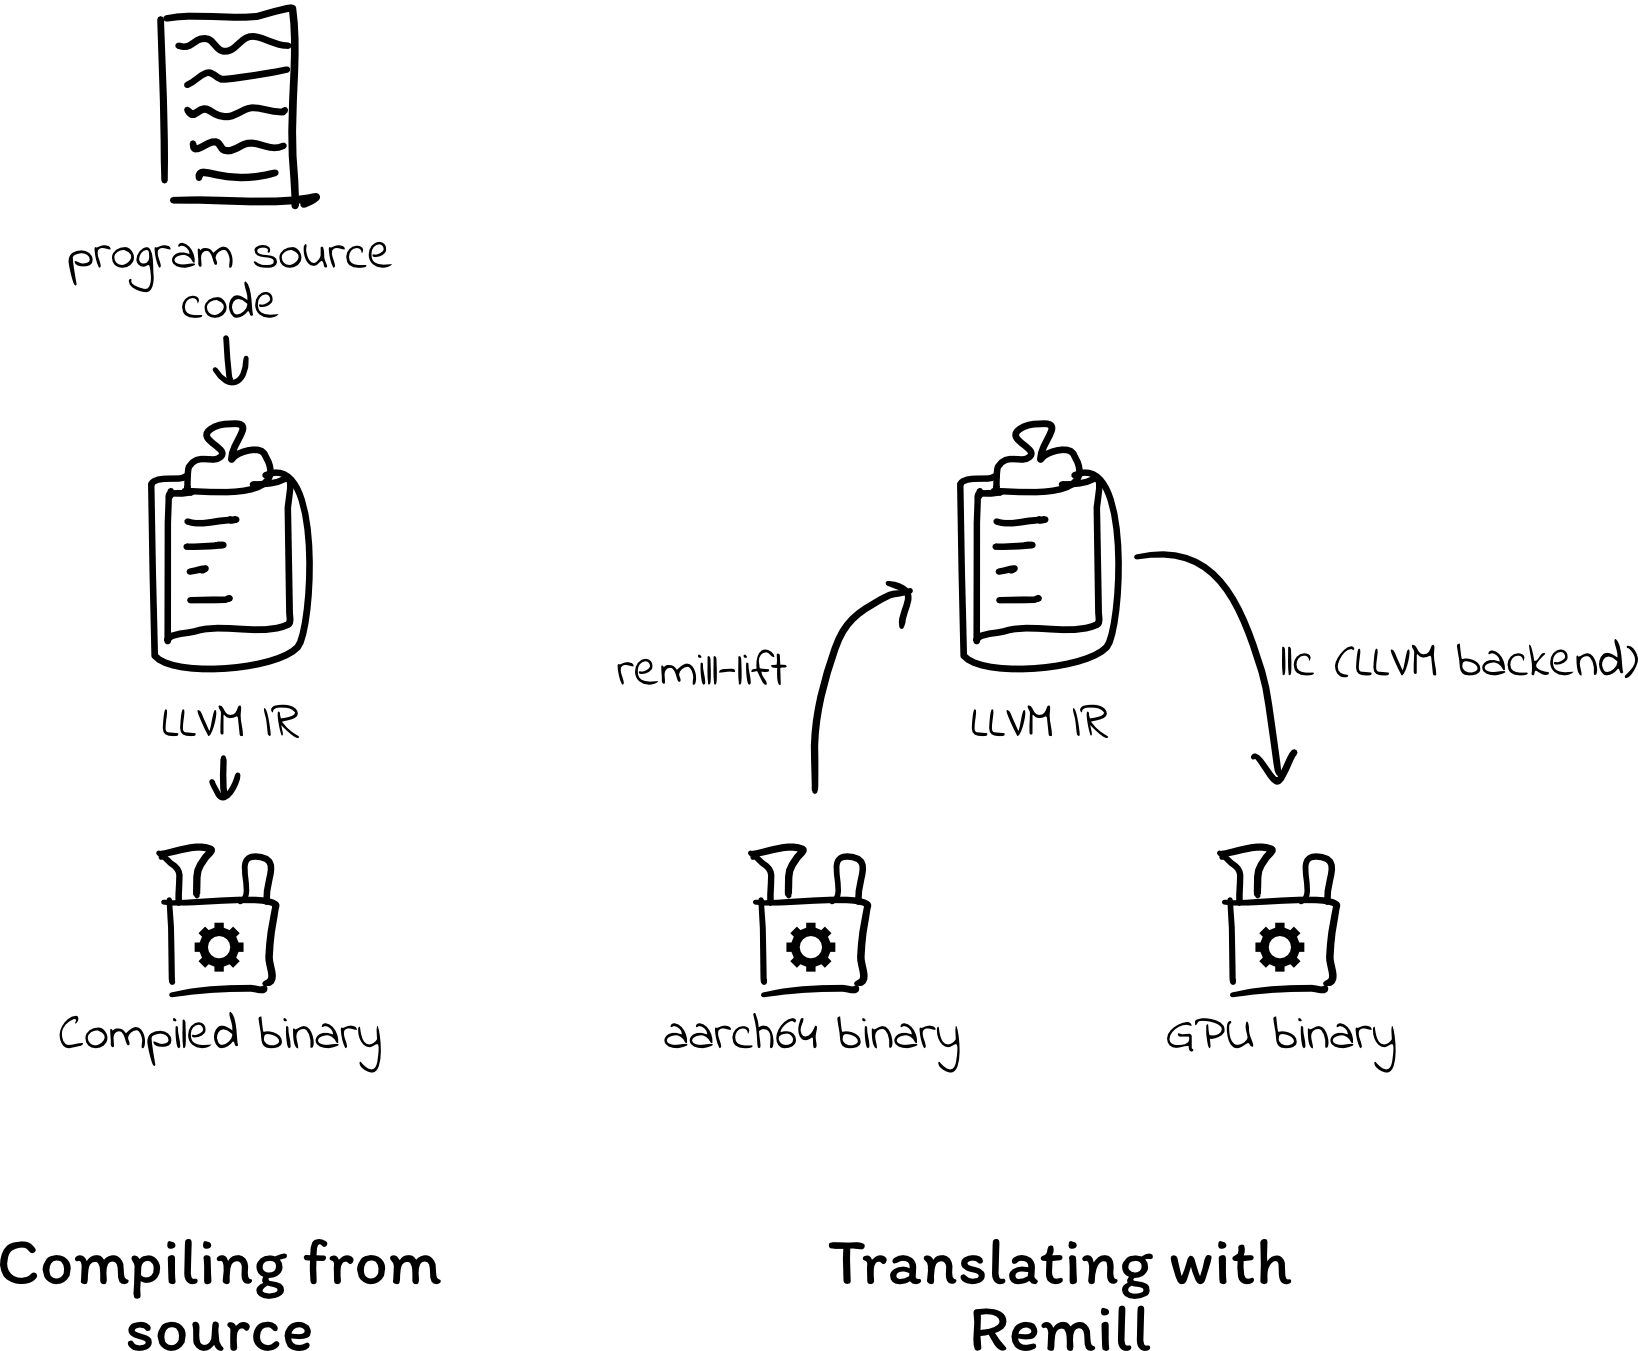 program source
code
LLVM IR
Compiled binary
Compiling from
source
remill-lift
LLVM IR
llc (LLVM backend)
aarch64 binary
GPU binary
Translating with
Remill